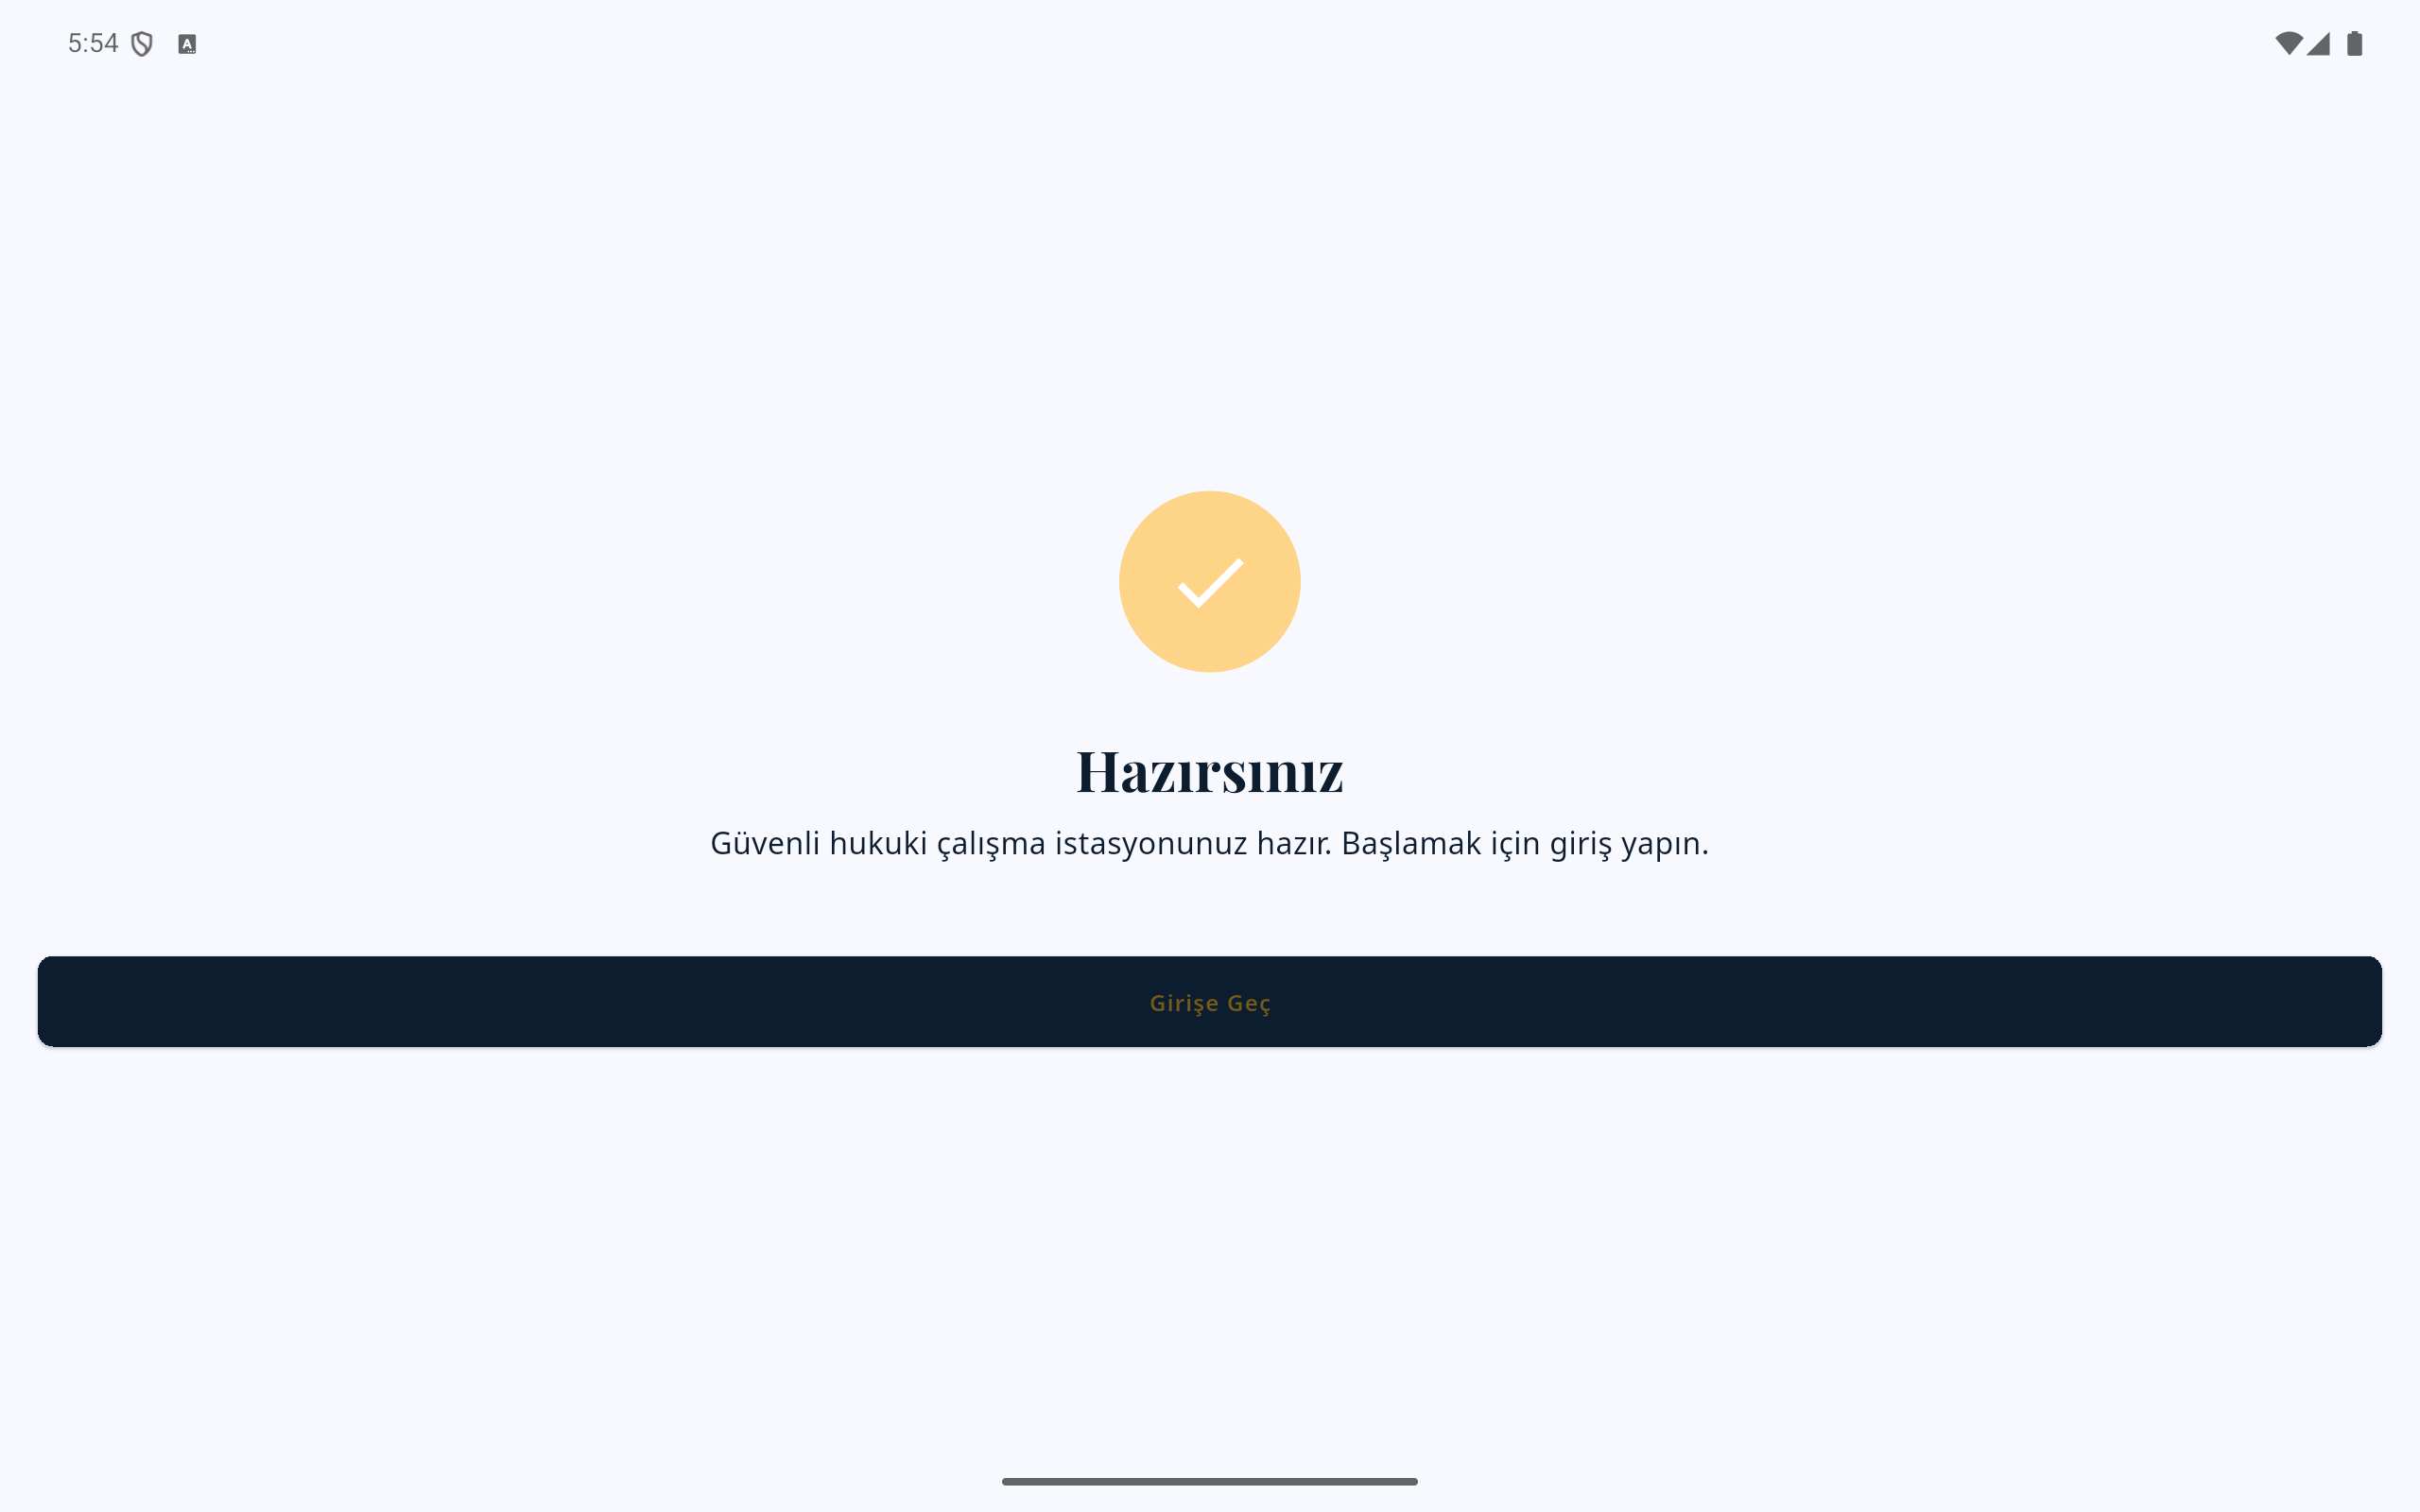 5:54
A
Hazırsınız
Güvenli hukuki çalışma istasyonunuz hazır. Başlamak için giriş yapın.
Girişe Geç